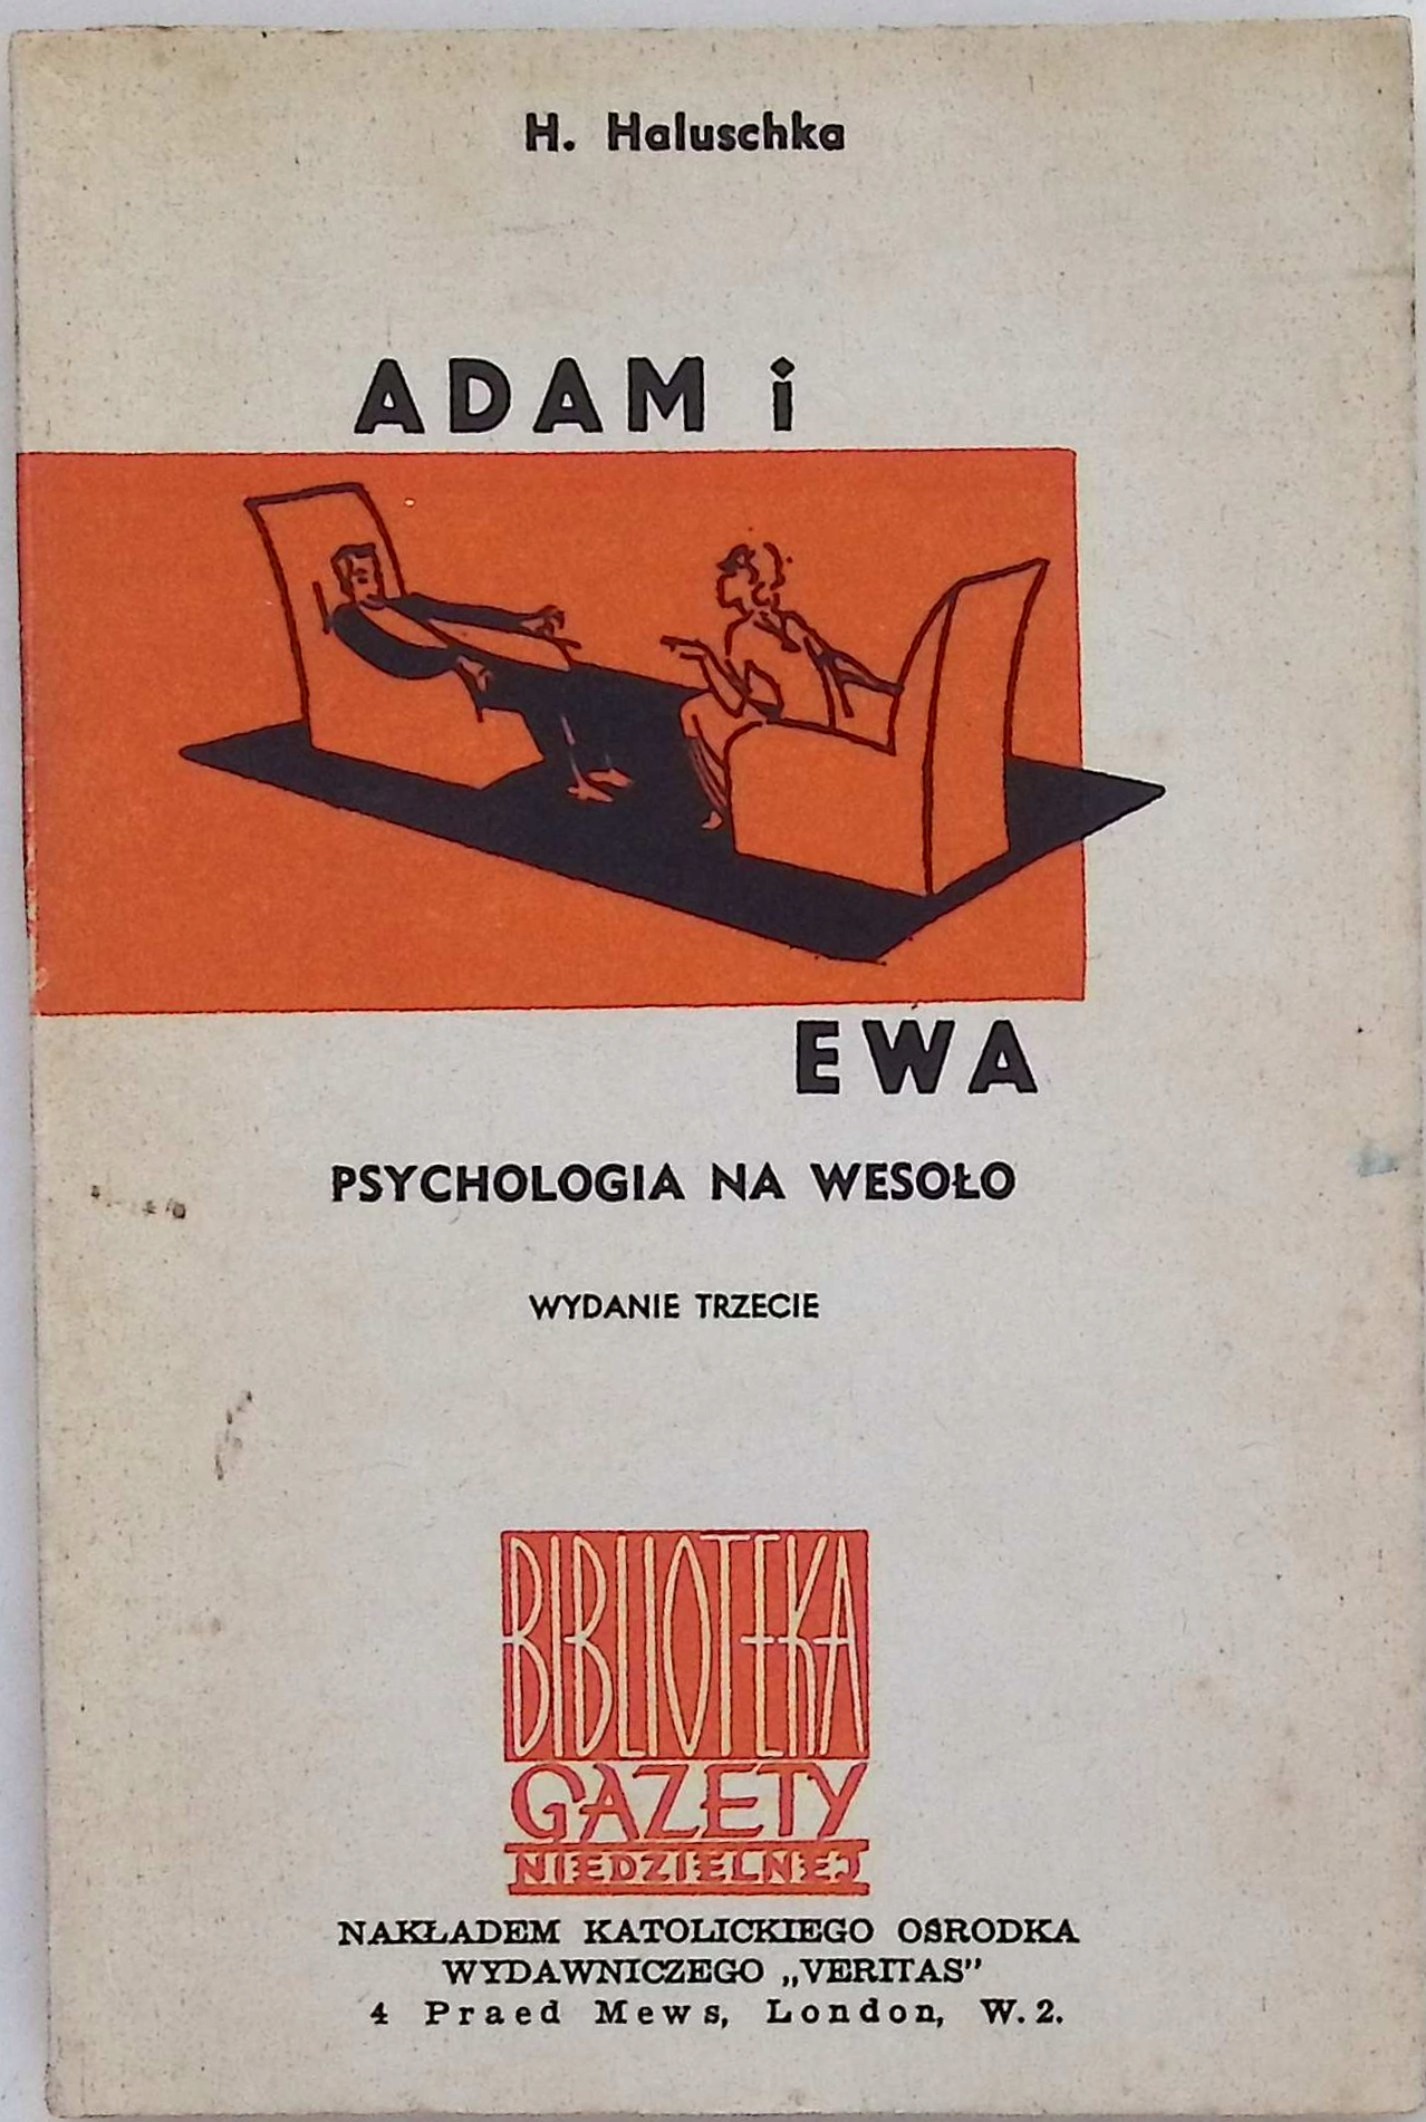 H. Haluschka
ADAM i
EWA
PSYCHOLOGIA NA WESOŁO
WYDANIE TRZECIE
BIBLIOTEKA
GAZETY
NIEDZIELNEJ
NAKŁADEM KATOLICKIEGO OŚRODKA
WYDAWNICZEGO „VERITAS”
4 Praed Mews, London, W. 2.